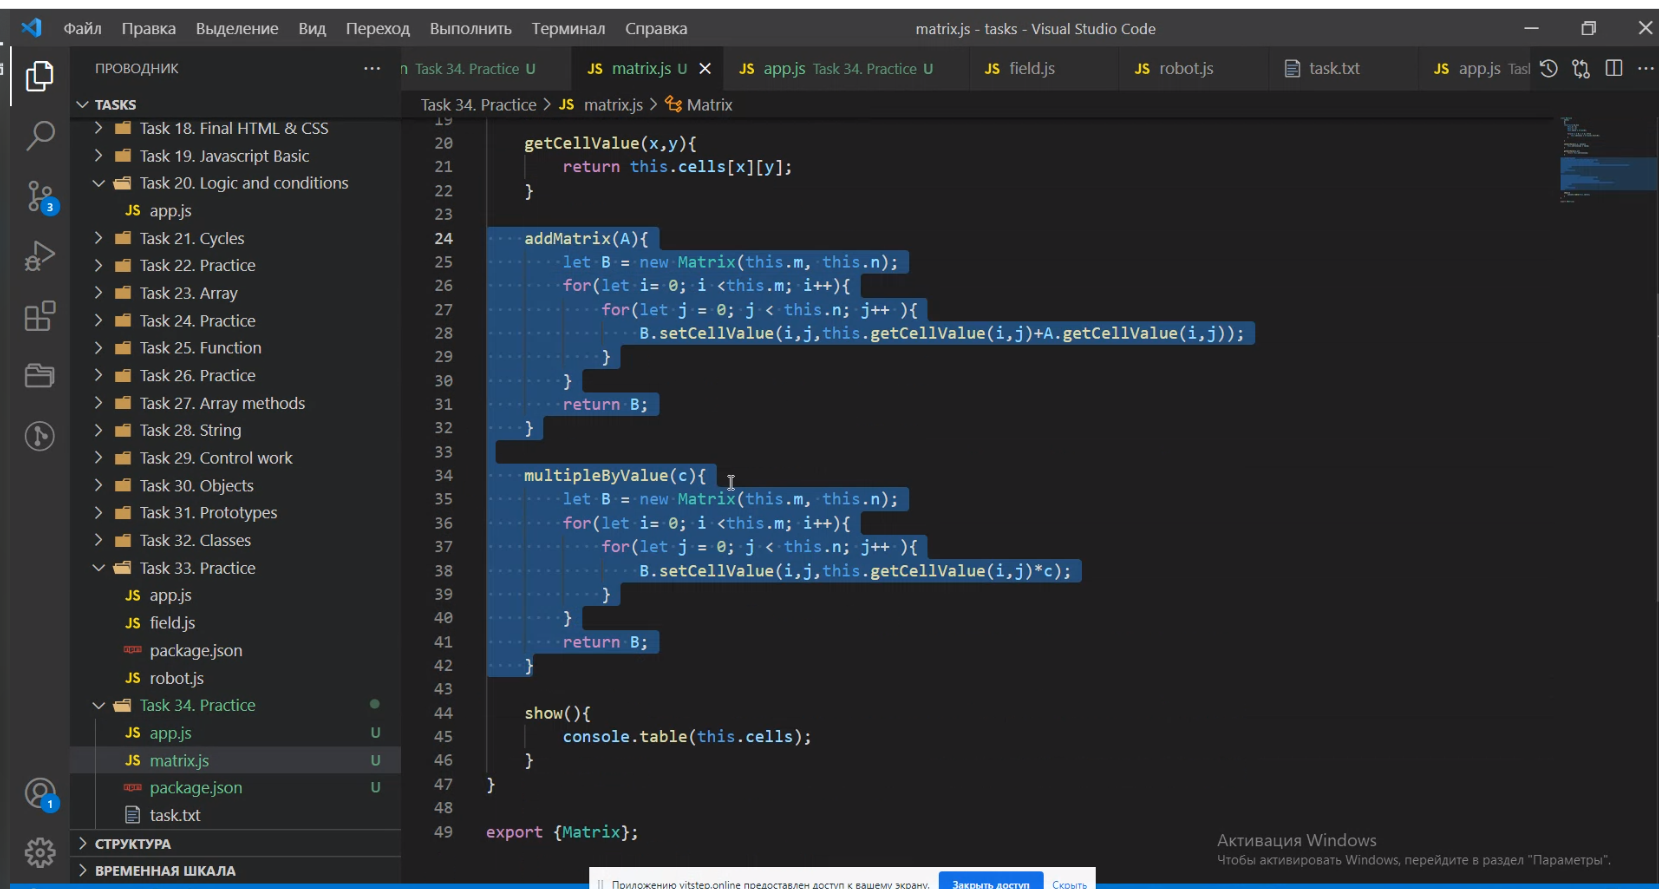 Файл Правка Выделение Вид Переход Выполнить Терминал Справка matrix.js - tasks - Visual Studio Code
ПРОВОДНИК ···
n Task 34. Practice U JS matrix.js U JS app.js Task 34. Practice U JS field.js JS robot.js task.txt JS app.js
TASKS
Task 34. Practice > JS matrix.js > Matrix
Task 18. Final HTML & CSS
Task 19. Javascript Basic
Task 20. Logic and conditions
JS app.js
Task 21. Cycles
Task 22. Practice
Task 23. Array
Task 24. Practice
Task 25. Function
Task 26. Practice
Task 27. Array methods
Task 28. String
Task 29. Control work
Task 30. Objects
Task 31. Prototypes
Task 32. Classes
Task 33. Practice
JS app.js
JS field.js
package.json
JS robot.js
Task 34. Practice
JS app.js U
JS matrix.js U
package.json U
task.txt
СТРУКТУРА
ВРЕМЕННАЯ ШКАЛА
3
1
19
20 getCellValue(x,y){
21 return this.cells[x][y];
22 }
23
24 addMatrix(A){
25 let B = new Matrix(this.m, this.n);
26 for(let i= 0; i <this.m; i++){
27 for(let j = 0; j < this.n; j++ ){
28 B.setCellValue(i,j,this.getCellValue(i,j)+A.getCellValue(i,j));
29 }
30 }
31 return B;
32 }
33
34 multipleByValue(c){
35 let B = new Matrix(this.m, this.n);
36 for(let i= 0; i <this.m; i++){
37 for(let j = 0; j < this.n; j++ ){
38 B.setCellValue(i,j,this.getCellValue(i,j)*c);
39 }
40 }
41 return B;
42 }
43
44 show(){
45 console.table(this.cells);
46 }
47 }
48
49 export {Matrix};
Активация Windows
Чтобы активировать Windows, перейдите в раздел "Параметры".
Приложению vitstep.online предоставлен доступ к вашему экрану. Закрыть доступ Скрыть